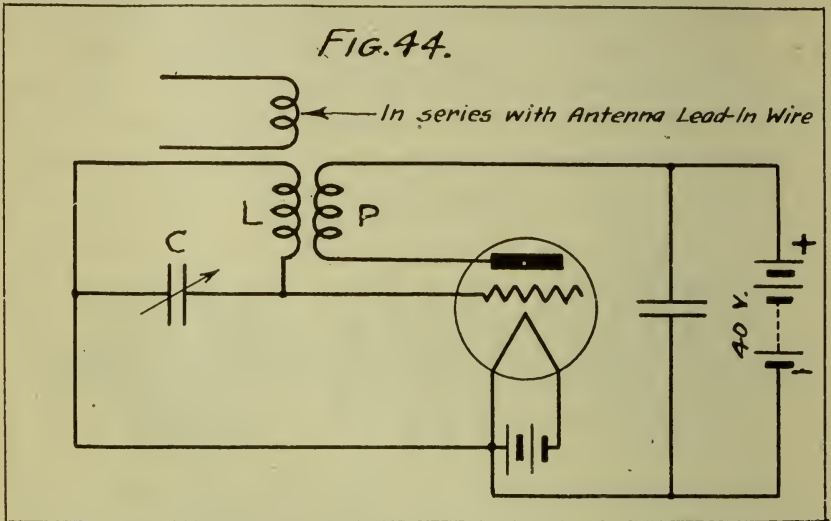 FIG. 44.
In series with Antenna Lead-In Wire
L
P
C
+
40 V.
-